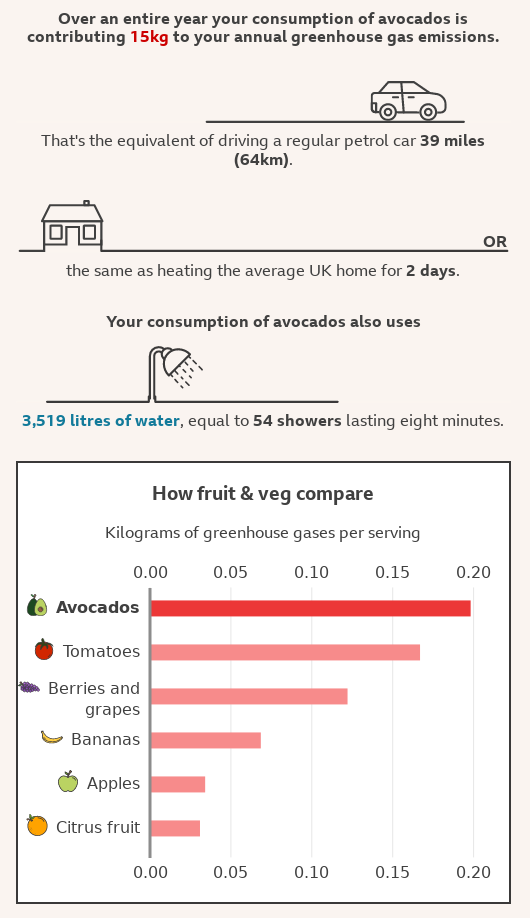 Over an entire year your consumption of avocados is
contributing 15kg to your annual greenhouse gas emissions.
That's the equivalent of driving a regular petrol car 39 miles
(64km).
OR
the same as heating the average UK home for 2 days.
Your consumption of avocados also uses
3,519 litres of water, equal to 54 showers lasting eight minutes.
How fruit & veg compare
Kilograms of greenhouse gases per serving
0.00 0.05 0.10 0.15 0.20
Avocados
Tomatoes
Berries and
grapes
Bananas
Apples
Citrus fruit
0.00 0.05 0.10 0.15 0.20